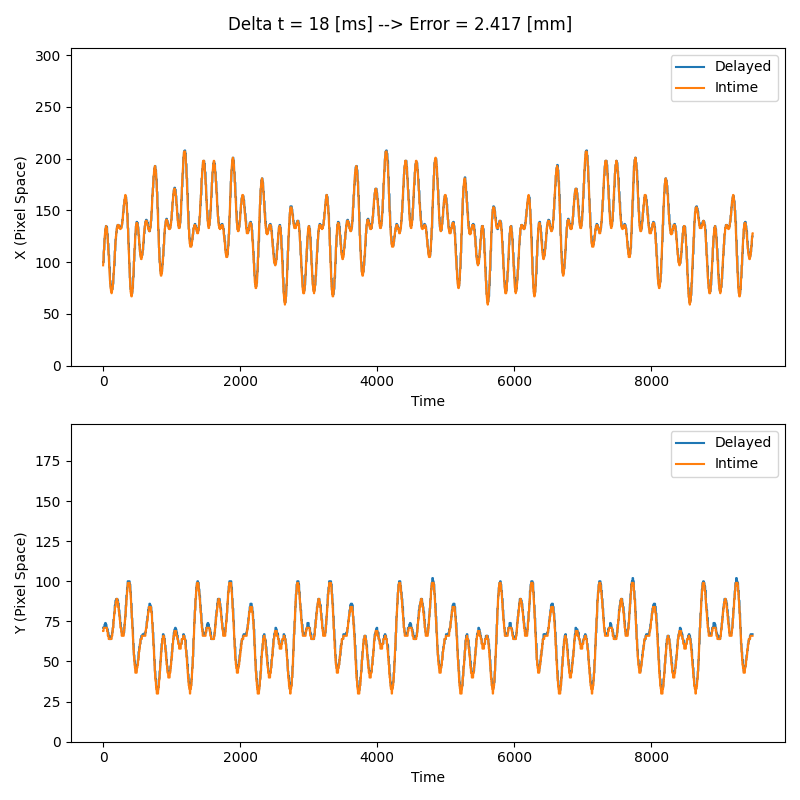 Delta t = 18 [ms] --> Error = 2.417 [mm]
300
250
200
150
100
50
0
X (Pixel Space)
Delayed
Intime
0 2000 4000 6000 8000
Time
175
150
125
100
75
50
25
0
Y (Pixel Space)
Delayed
Intime
0 2000 4000 6000 8000
Time